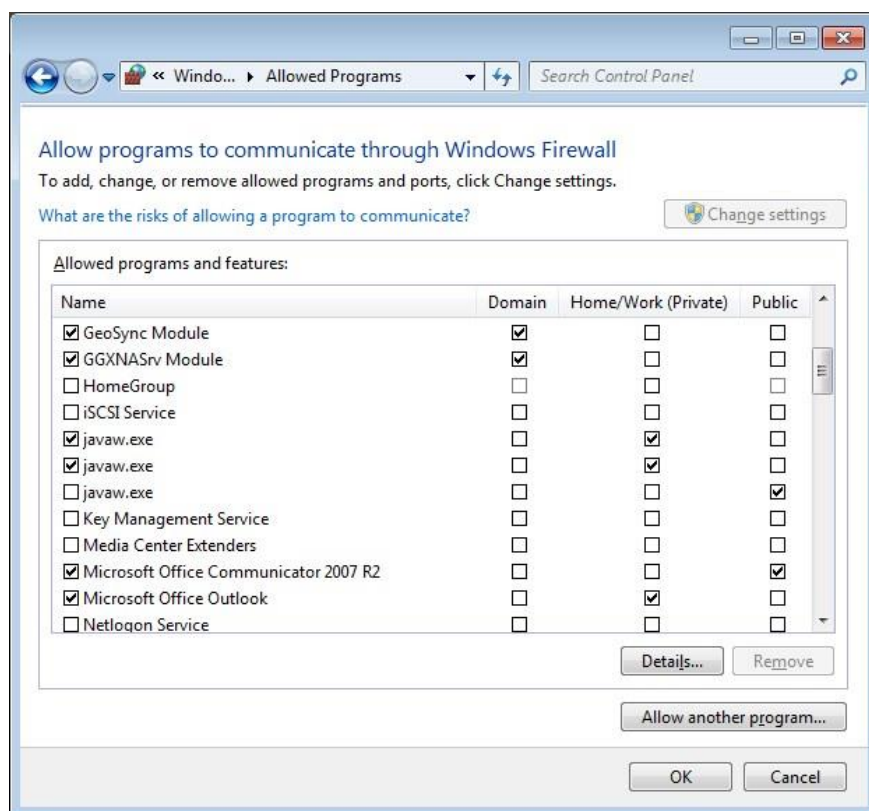 « Windo... Allowed Programs Search Control Panel
Allow programs to communicate through Windows Firewall
To add, change, or remove allowed programs and ports, click Change settings.
What are the risks of allowing a program to communicate? Change settings
Allowed programs and features:
Name Domain Home/Work (Private) Public
GeoSync Module
GGXNASrv Module
HomeGroup
iSCSI Service
javaw.exe
javaw.exe
javaw.exe
Key Management Service
Media Center Extenders
Microsoft Office Communicator 2007 R2
Microsoft Office Outlook
Netlogon Service
Details... Remove
Allow another program...
OK Cancel